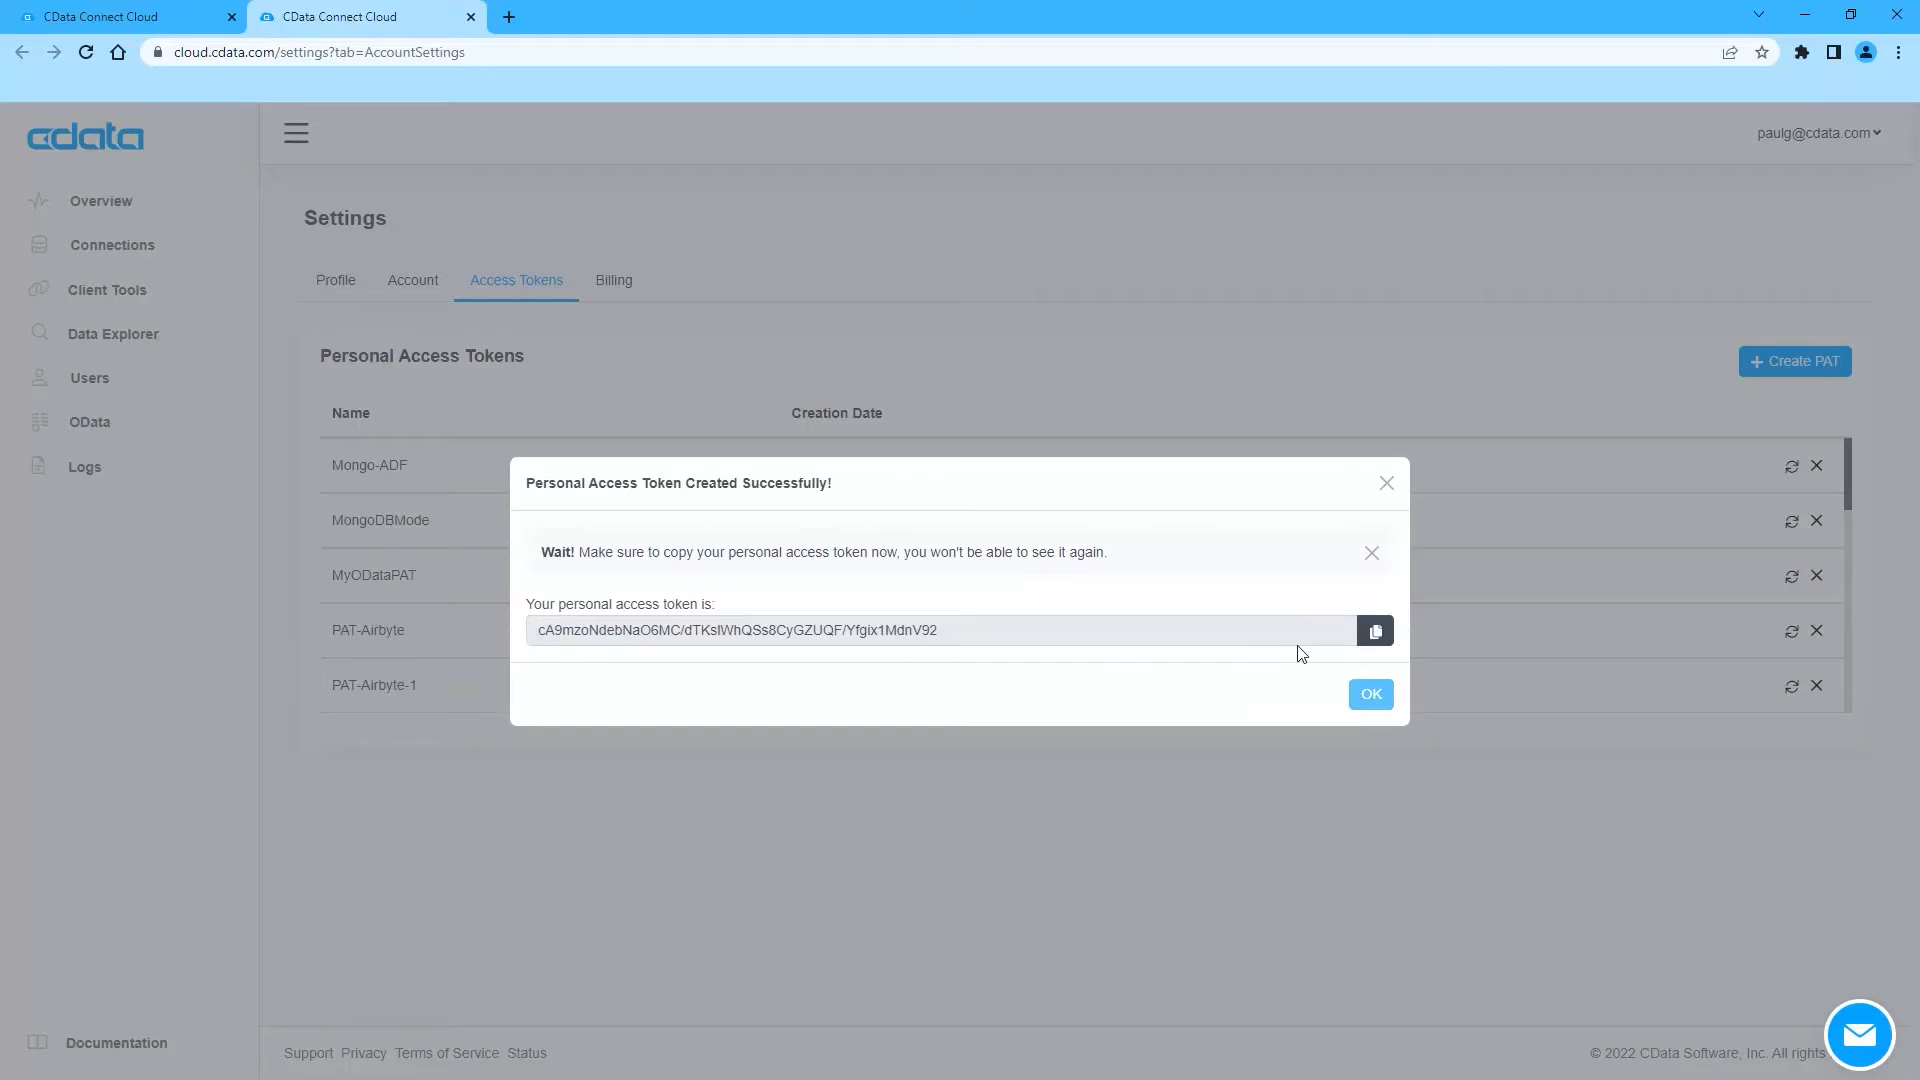 CData Connect Cloud
CData Connect Cloud
cloud.cdata.com/settings?tab=AccountSettings
cdata
paulg@cdata.com
Overview
Connections
Client Tools
Data Explorer
Users
OData
Logs
Documentation
Settings
Profile Account Access Tokens Billing
Personal Access Tokens
+ Create PAT
Name Creation Date
Mongo-ADF
MongoDBMode
MyODataPAT
PAT-Airbyte
PAT-Airbyte-1
Personal Access Token Created Successfully!
Wait! Make sure to copy your personal access token now, you won't be able to see it again.
Your personal access token is:
cA9mzoNdebNaO6MC/dTKsIWhQSs8CyGZUQF/Yfgix1MdnV92
OK
Support Privacy Terms of Service Status
© 2022 CData Software, Inc. All rights